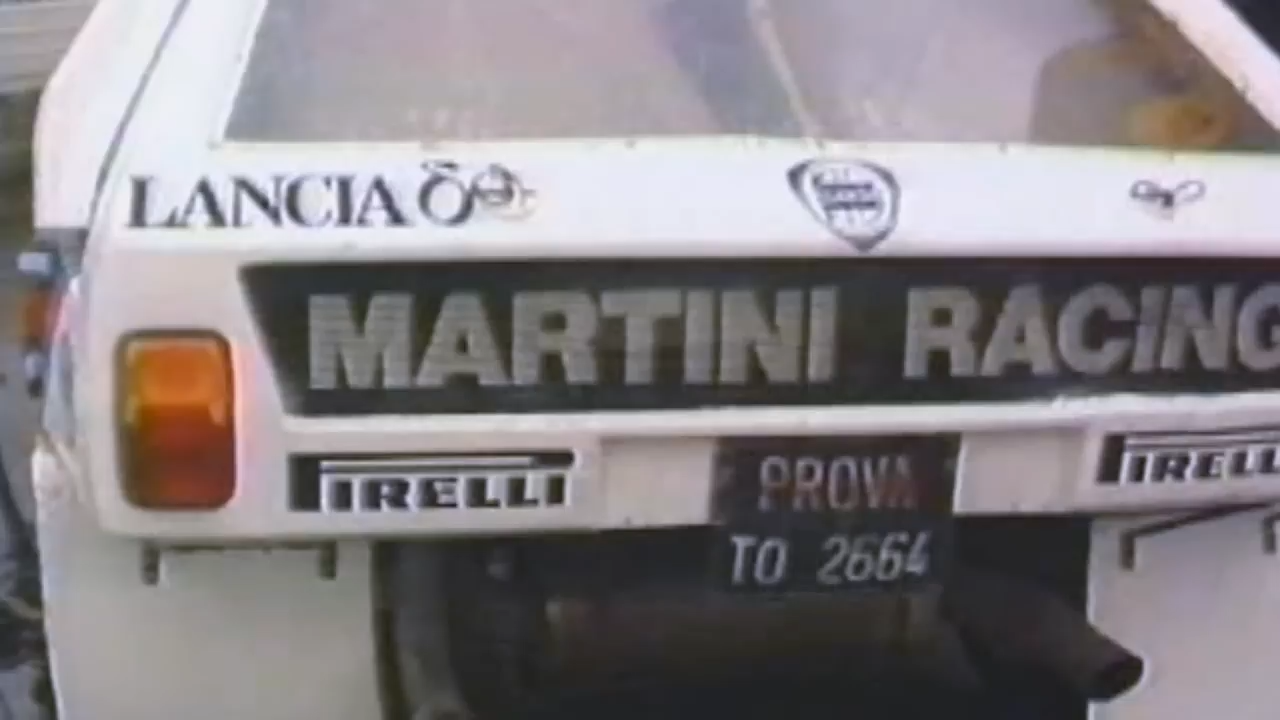 LANCIA δ
MARTINI RACING
PIRELLI
PROVA
TO 2664
PIRELLI